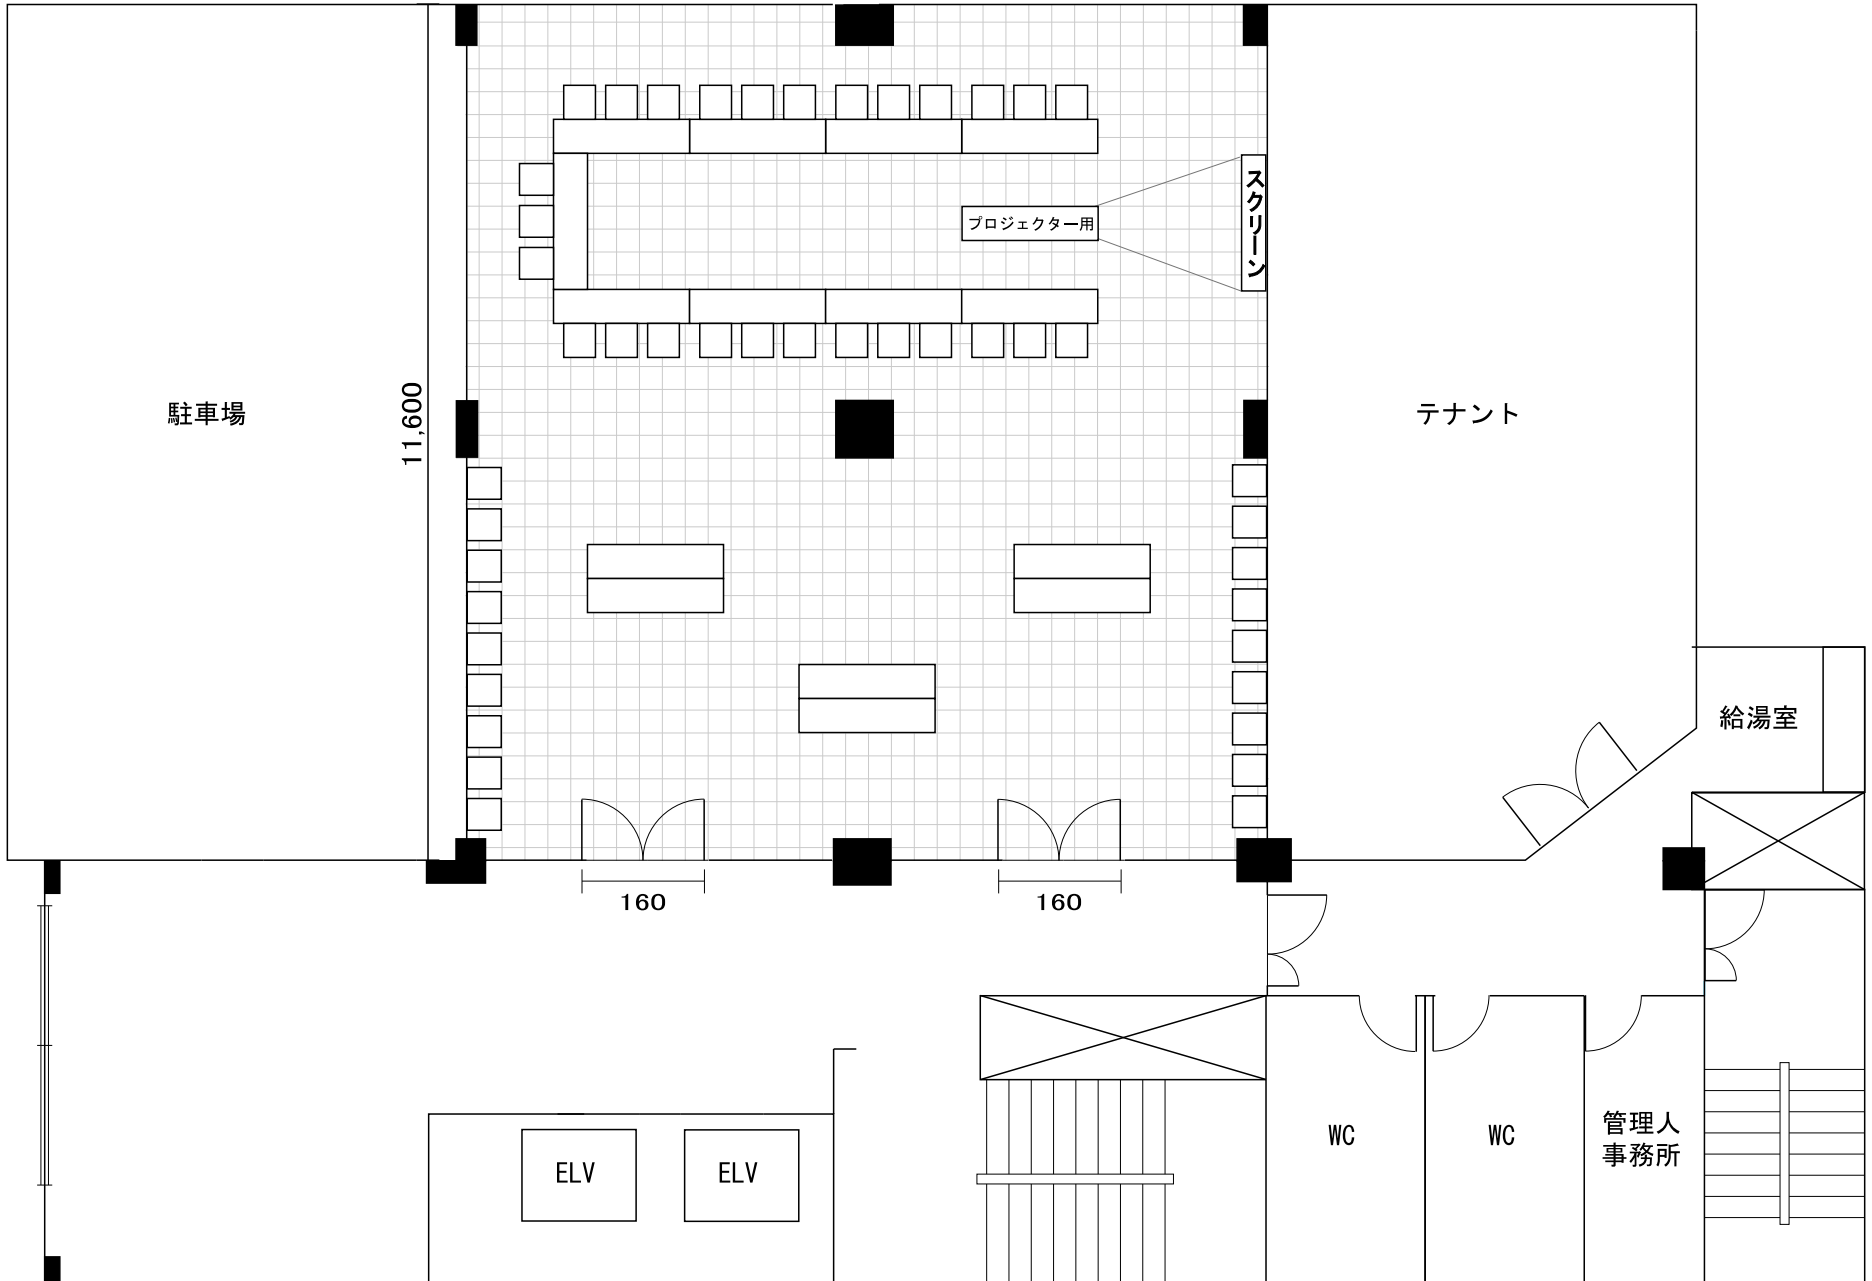 スクリーン
プロジェクター用
駐車場
11,600
テナント
給湯室
160
160
ELV
ELV
WC
WC
管理人
事務所